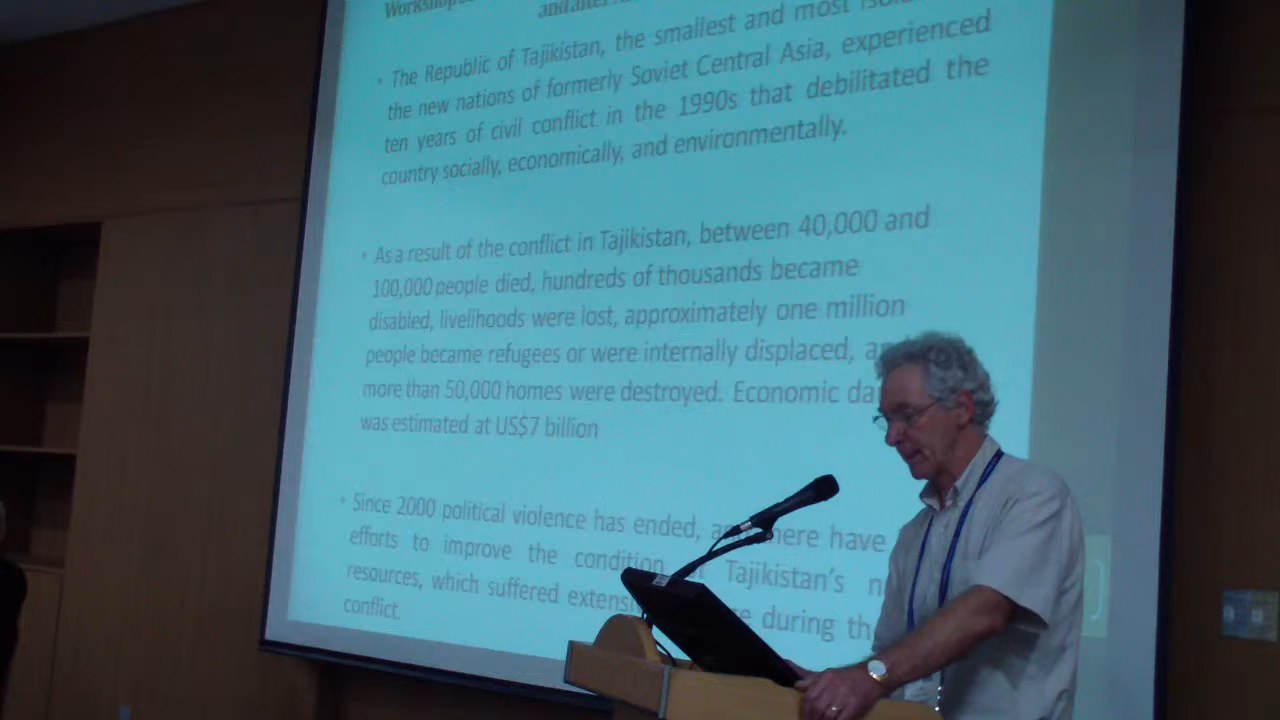 Workshop
and after
• The Republic of Tajikistan, the smallest and most
the new nations of formerly Soviet Central Asia, experienced
ten years of civil conflict in the 1990s that debilitated the
country socially, economically, and environmentally.
• As a result of the conflict in Tajikistan, between 40,000 and
100,000 people died, hundreds of thousands became
disabled, livelihoods were lost, approximately one million
people became refugees or were internally displaced,
more than 50,000 homes were destroyed. Economic
was estimated at US$7 billion
• Since 2000 political violence has ended, have
efforts to improve the condition Tajikistan's
resources, which suffered during
conflict.